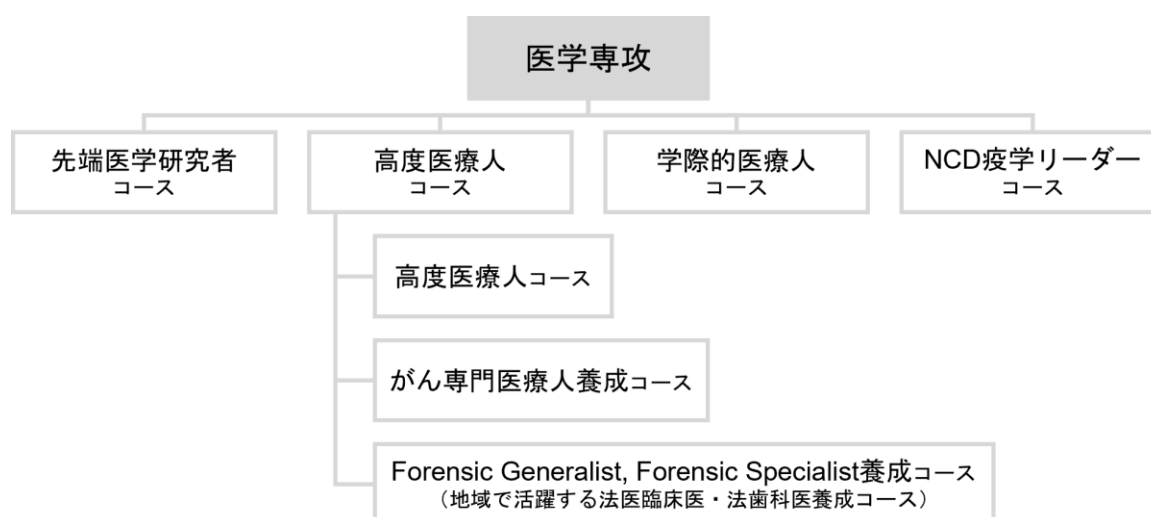 医学専攻
先端医学研究者
コース
高度医療人
コース
学際的医療人
コース
NCD疫学リーダー
コース
高度医療人コース
がん専門医療人養成コース
Forensic Generalist, Forensic Specialist養成コース
（地域で活躍する法医臨床医・法歯科医養成コース）